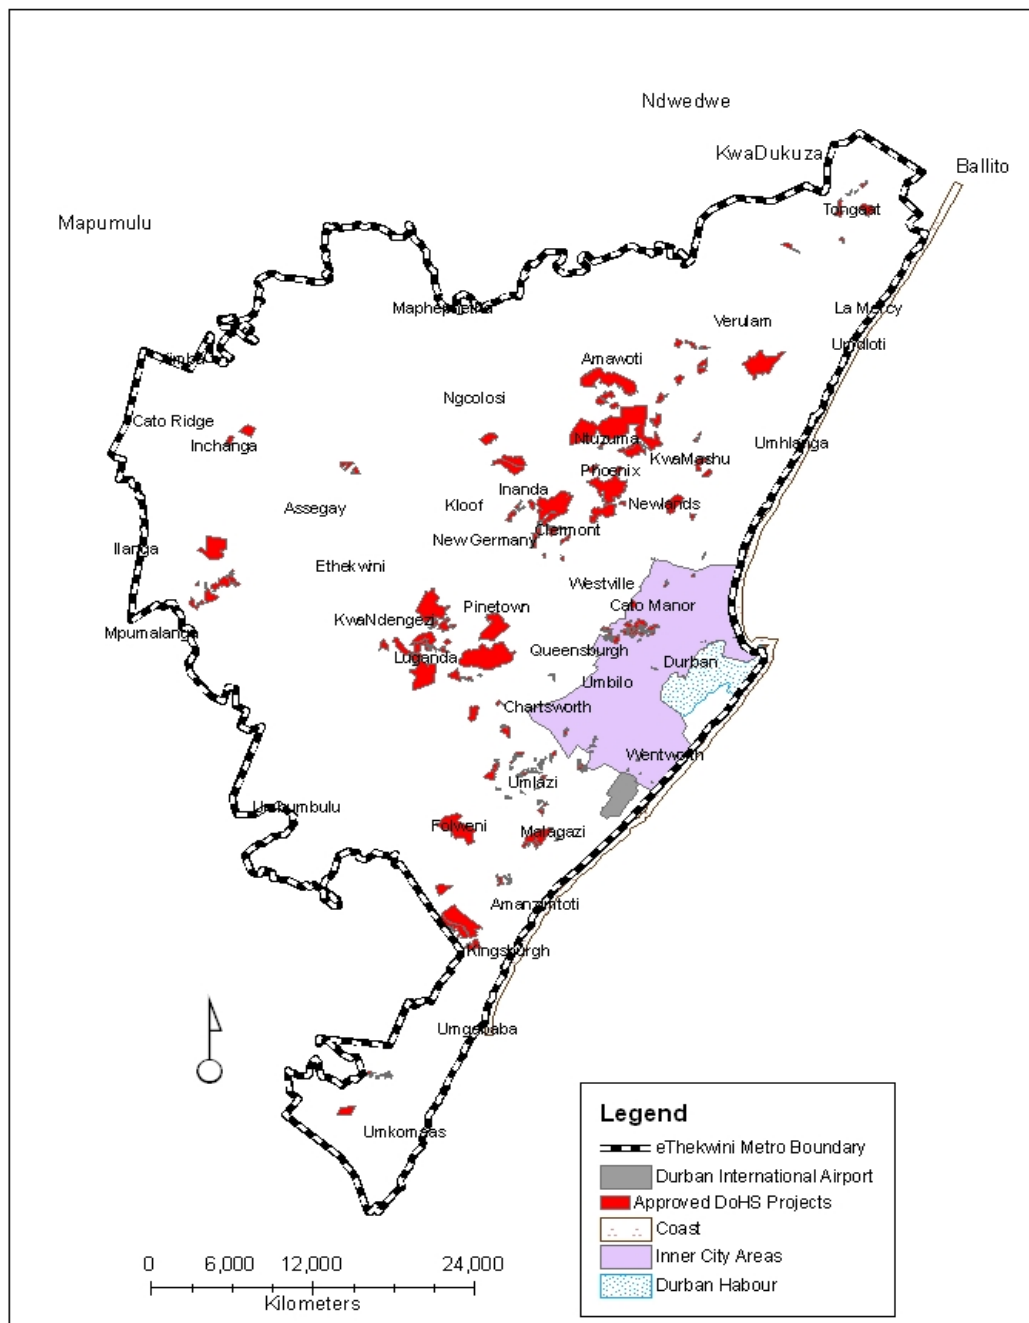 Ndwedwe
KwaDukuza
Ballito
Mapumulu
Tongaat
Maphephetha
La Mercy
Verulam
Umdloti
Amawoti
Ngcolosi
Cato Ridge
Inchanga
Ntuzuma
Umhlanga
KwaMashu
Phoenix
Inanda
Kloof
Newlands
Assegay
Clermont
New Germany
Ilanga
Ethekwini
Westville
Cato Manor
Pinetown
KwaNdengezi
Mpumalanga
Queensburgh
Luganda
Durban
Umbilo
Chartsworth
Wentworth
Umlazi
Umbumbulu
Folweni
Malagazi
Amanzimtoti
Kingsburgh
Umgababa
Umkomaas
Legend
eThekwini Metro Boundary
Durban International Airport
Approved DoHS Projects
Coast
Inner City Areas
Durban Habour
0 6,000 12,000 24,000
Kilometers